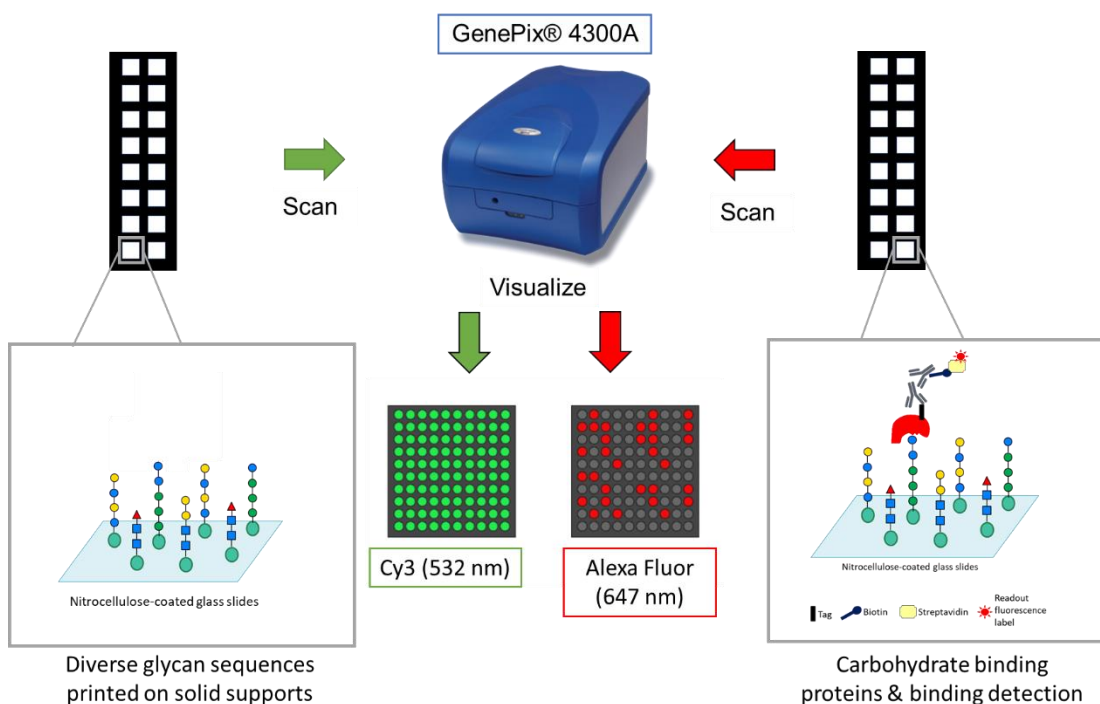 GenePix® 4300A
Scan
Scan
Visualize
Cy3 (532 nm)
Alexa Fluor
(647 nm)
Nitrocellulose-coated glass slides
Diverse glycan sequences
printed on solid supports
Nitrocellulose-coated glass slides
Tag
Biotin
Streptavidin
Readout
fluorescence
label
Carbohydrate binding
proteins & binding detection